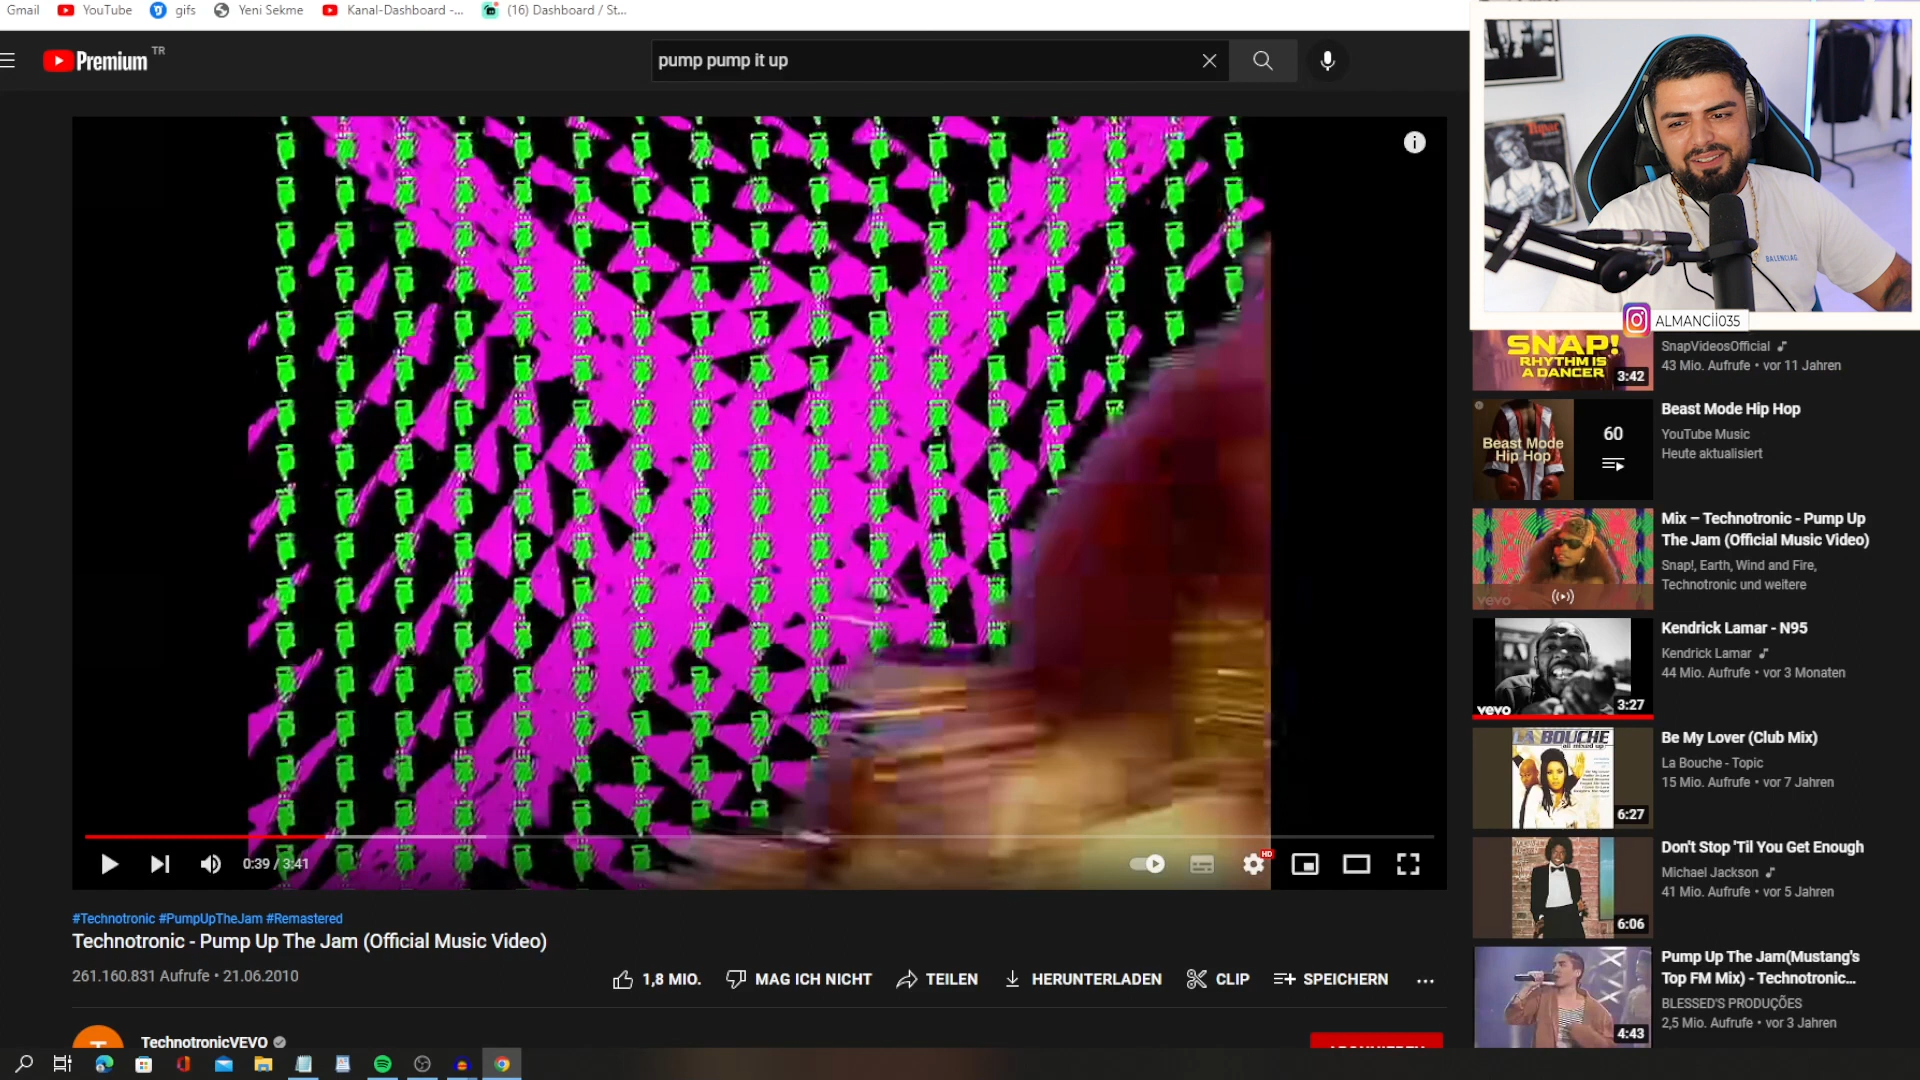 Gmail YouTube gifs Yeni Sekme Kanal-Dashboard -... (16) Dashboard / St...
Premium TR
pump pump it up
BALENCIAG
ALMANCİİ035
SNAP!
RHYTHM IS
A DANCER
3:42
SnapVideosOfficial
43 Mio. Aufrufe • vor 11 Jahren
Beast Mode
Hip Hop
60
Beast Mode Hip Hop
YouTube Music
Heute aktualisiert
vevo
Mix – Technotronic - Pump Up
The Jam (Official Music Video)
Snap!, Earth, Wind and Fire,
Technotronic und weitere
vevo
3:27
Kendrick Lamar - N95
Kendrick Lamar
44 Mio. Aufrufe • vor 3 Monaten
LA BOUCHE
all mixed up
6:27
Be My Lover (Club Mix)
La Bouche - Topic
15 Mio. Aufrufe • vor 7 Jahren
6:06
Don't Stop 'Til You Get Enough
Michael Jackson
41 Mio. Aufrufe • vor 5 Jahren
4:43
Pump Up The Jam(Mustang's
Top FM Mix) - Technotronic...
BLESSED'S PRODUÇÕES
2,5 Mio. Aufrufe • vor 3 Jahren
0:39 / 3:41
HD
#Technotronic #PumpUpTheJam #Remastered
Technotronic - Pump Up The Jam (Official Music Video)
261.160.831 Aufrufe • 21.06.2010
1,8 MIO. MAG ICH NICHT TEILEN HERUNTERLADEN CLIP SPEICHERN ...
TechnotronicVEVO